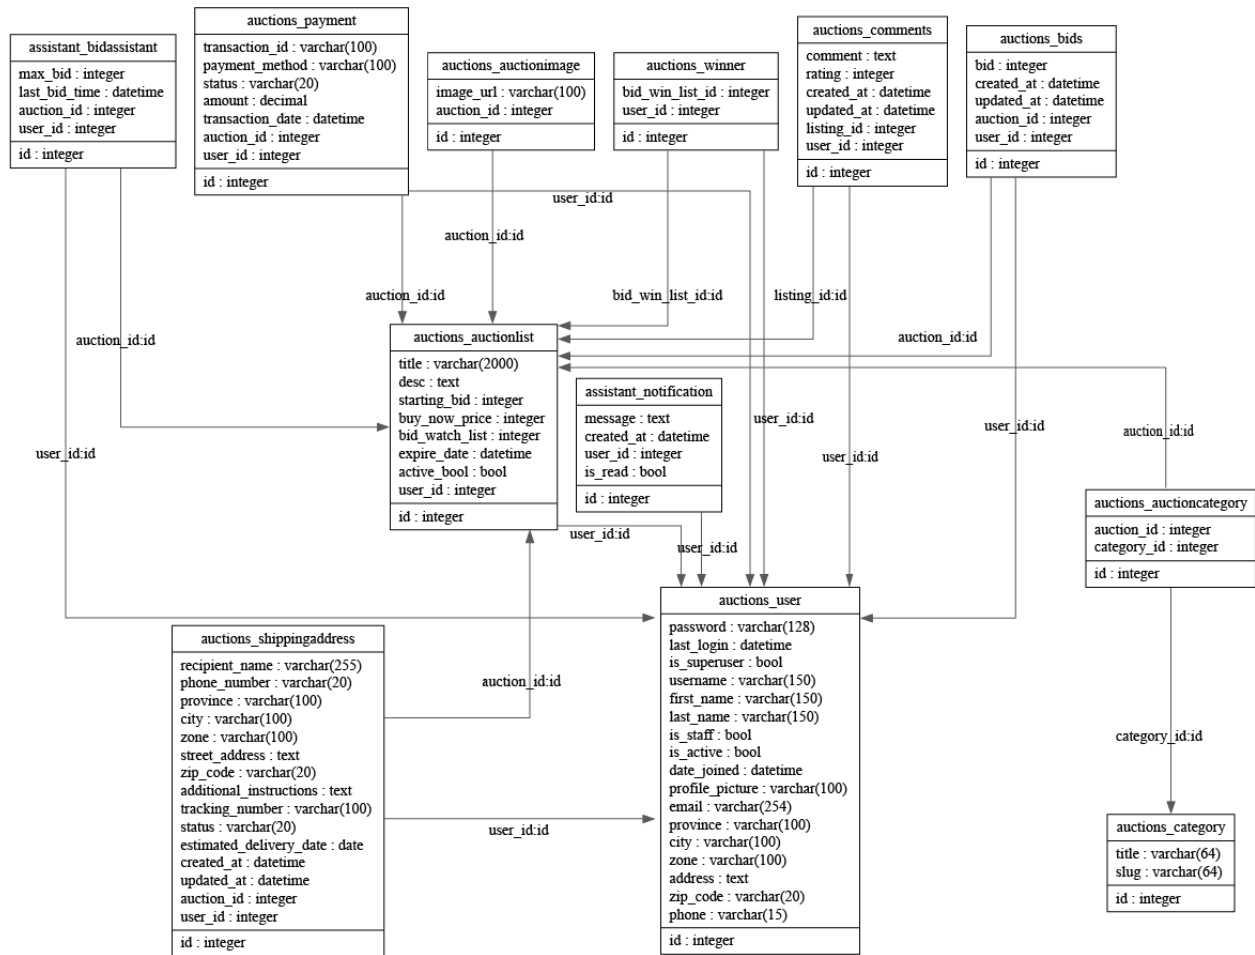 assistant_bidassistant
max_bid : integer
last_bid_time : datetime
auction_id : integer
user_id : integer
id : integer
auctions_payment
transaction_id : varchar(100)
payment_method : varchar(100)
status : varchar(20)
amount : decimal
transaction_date : datetime
auction_id : integer
user_id : integer
id : integer
auctions_auctionimage
image_url : varchar(100)
auction_id : integer
id : integer
auctions_winner
bid_win_list_id : integer
user_id : integer
id : integer
auctions_comments
comment : text
rating : integer
created_at : datetime
updated_at : datetime
listing_id : integer
user_id : integer
id : integer
auctions_bids
bid : integer
created_at : datetime
updated_at : datetime
auction_id : integer
user_id : integer
id : integer
user_id:id
auction_id:id
auction_id:id
bid_win_list_id:id
listing_id:id
auction_id:id
auction_id:id
auctions_auctionlist
title : varchar(2000)
desc : text
starting_bid : integer
buy_now_price : integer
bid_watch_list : integer
expire_date : datetime
active_bool : bool
user_id : integer
id : integer
assistant_notification
message : text
created_at : datetime
user_id : integer
is_read : bool
id : integer
user_id:id
user_id:id
user_id:id
user_id:id
auction_id:id
auctions_auctioncategory
auction_id : integer
category_id : integer
id : integer
user_id:id
user_id:id
auctions_shippingaddress
recipient_name : varchar(255)
phone_number : varchar(20)
province : varchar(100)
city : varchar(100)
zone : varchar(100)
street_address : text
zip_code : varchar(20)
additional_instructions : text
tracking_number : varchar(100)
status : varchar(20)
estimated_delivery_date : date
created_at : datetime
updated_at : datetime
auction_id : integer
user_id : integer
id : integer
auction_id:id
user_id:id
auctions_user
password : varchar(128)
last_login : datetime
is_superuser : bool
username : varchar(150)
first_name : varchar(150)
last_name : varchar(150)
is_staff : bool
is_active : bool
date_joined : datetime
profile_picture : varchar(100)
email : varchar(254)
province : varchar(100)
city : varchar(100)
zone : varchar(100)
address : text
zip_code : varchar(20)
phone : varchar(15)
id : integer
category_id:id
auctions_category
title : varchar(64)
slug : varchar(64)
id : integer